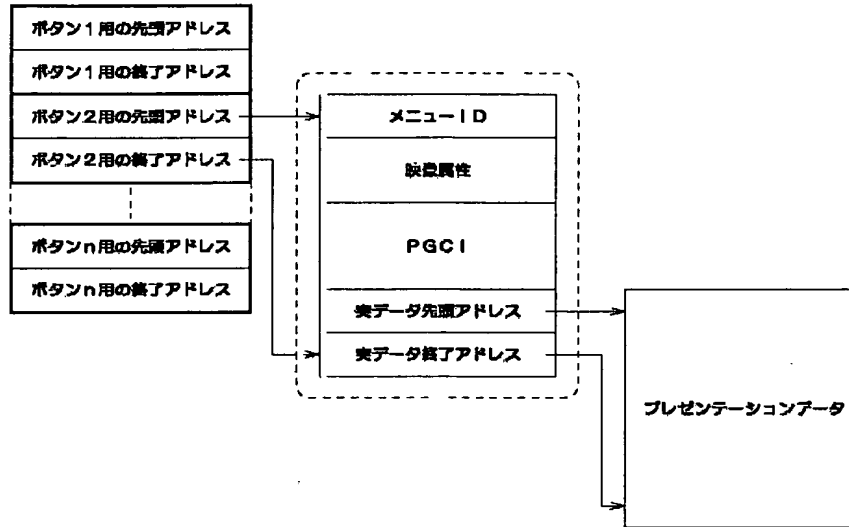 ボタン1用の先頭アドレス
ボタン1用の終了アドレス
ボタン2用の先頭アドレス
ボタン2用の終了アドレス
ボタンn用の先頭アドレス
ボタンn用の終了アドレス
メニューID
映像属性
PGCI
実データ先頭アドレス
実データ終了アドレス
プレゼンテーションデータ